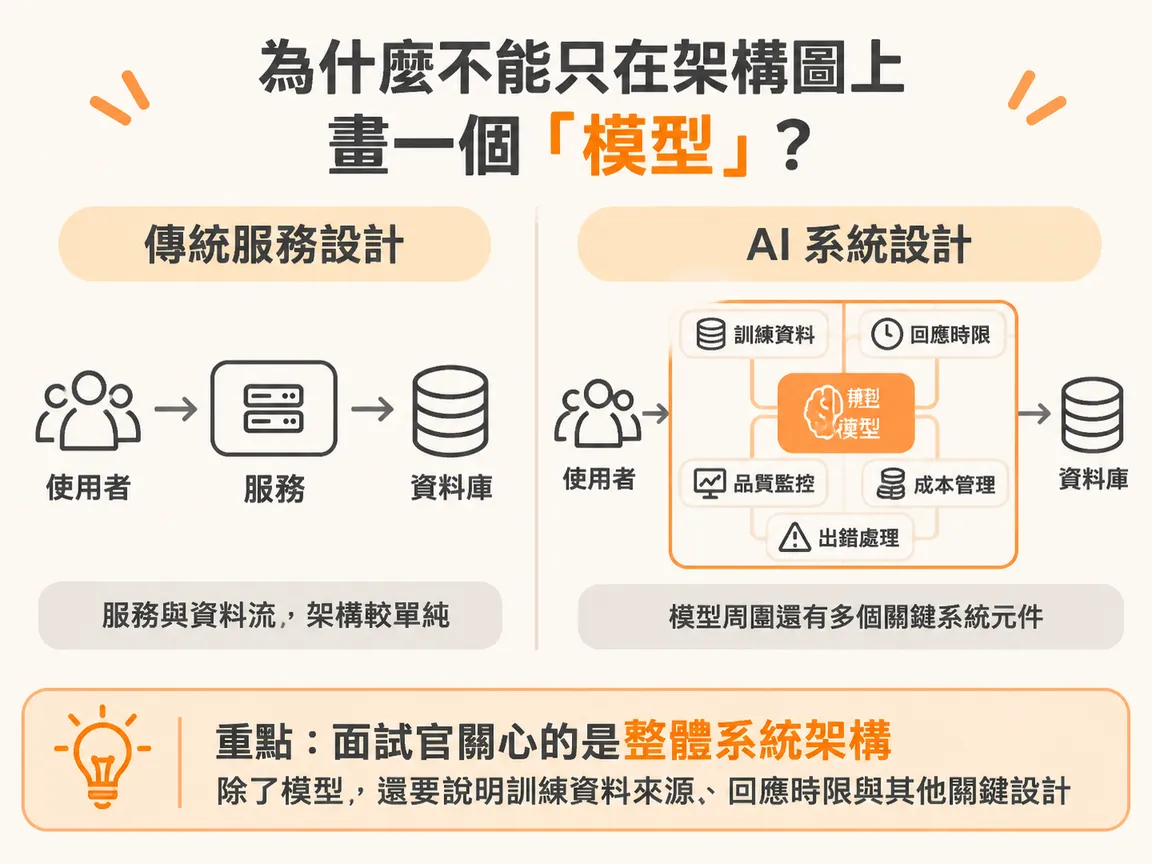 為什麼不能只在架構圖上
畫一個「模型」?
傳統服務設計
使用者
服務
資料庫
服務與資料流，架構較單純
AI 系統設計
訓練資料
回應時限
模型
品質監控
成本管理
出錯處理
使用者
資料庫
模型周圍還有多個關鍵系統元件
重點：面試官關心的是整體系統架構
除了模型，還要說明訓練資料來源、回應時限與其他關鍵設計